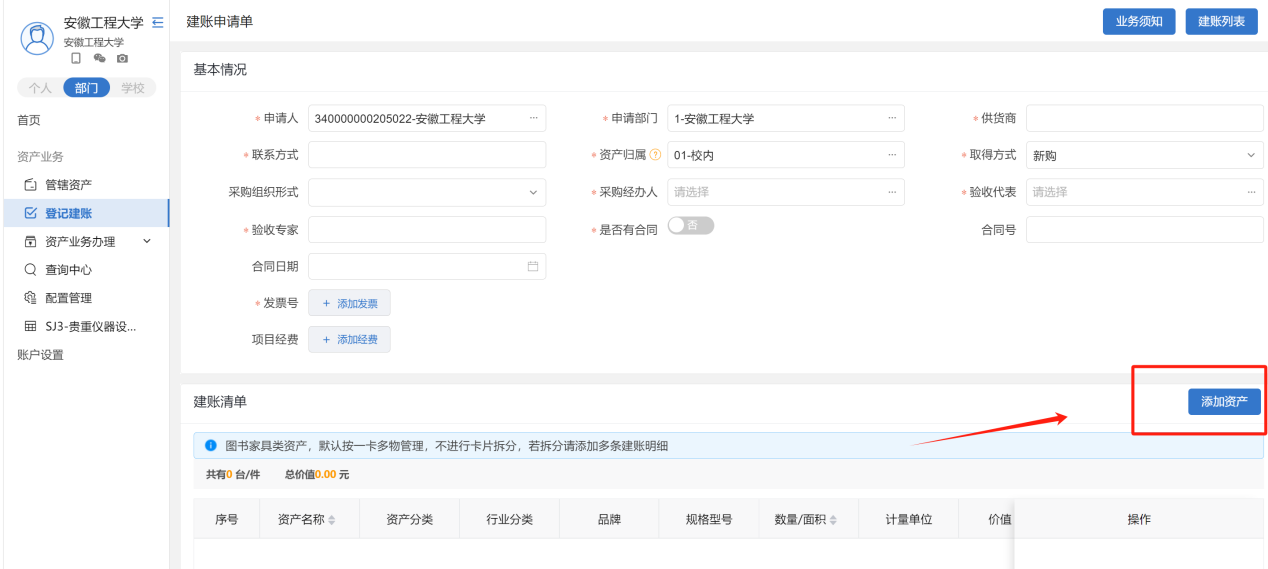 安徽工程大学
安徽工程大学
个人 部门 学校
首页
资产业务
管辖资产
登记建账
资产业务办理
查询中心
配置管理
SJ3-贵重仪器设...
账户设置
建账申请单
业务须知 建账列表
基本情况
* 申请人 340000000205022-安徽工程大学 ... * 申请部门 1-安徽工程大学 ... * 供货商
* 联系方式 * 资产归属 ? 01-校内 ... * 取得方式 新购
采购组织形式 * 采购经办人 请选择 ... * 验收代表 请选择 ...
* 验收专家 * 是否有合同 否 合同号
合同日期
* 发票号 + 添加发票
项目经费 + 添加经费
建账清单 添加资产
图书家具类资产，默认按一卡多物管理，不进行卡片拆分，若拆分请添加多条建账明细
共有0 台/件 总价值0.00 元
序号 资产名称 资产分类 行业分类 品牌 规格型号 数量/面积 计量单位 价值 操作